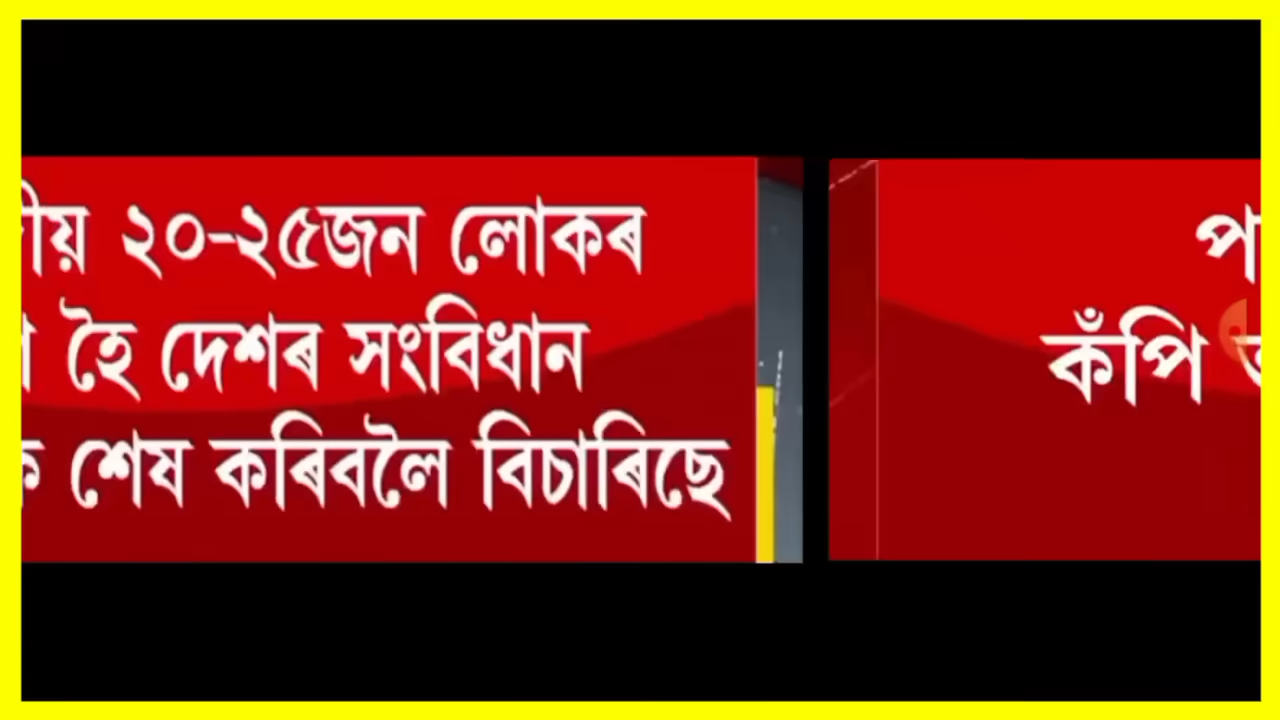 ২০-২৫জন লোকৰ
হৈ দেশৰ সংবিধান
শেষ কৰিবলৈ বিচাৰিছে
কঁপি